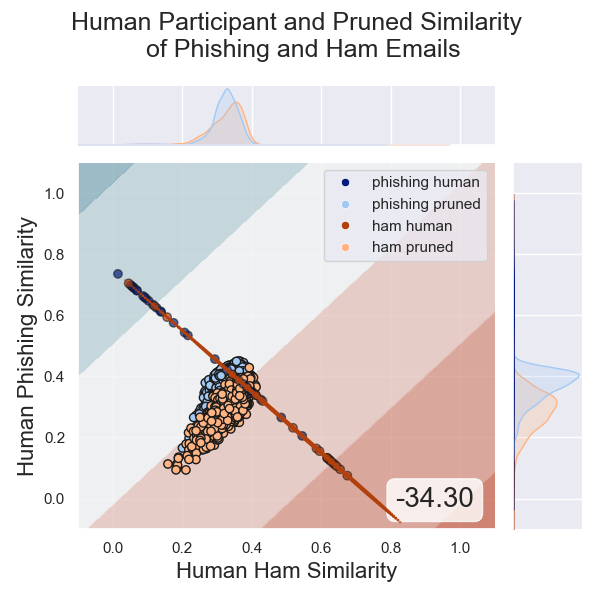 Human Participant and Pruned Similarity
of Phishing and Ham Emails
phishing human
phishing pruned
ham human
ham pruned
1.0
0.8
0.6
0.4
0.2
0.0
Human Phishing Similarity
-34.30
0.0 0.2 0.4 0.6 0.8 1.0
Human Ham Similarity